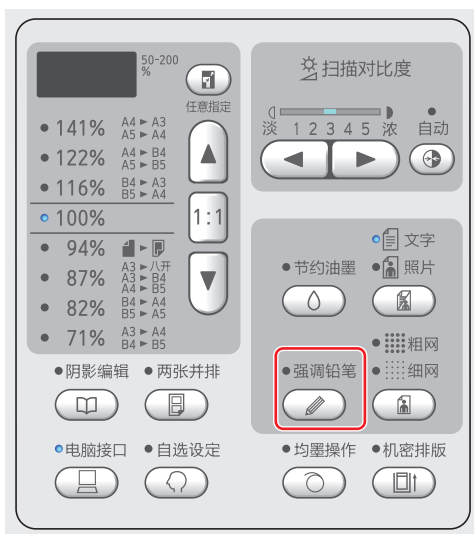 50-200
%
任意指定
141% A4 ► A3
A5 ► A4
122% A4 ► B4
A5 ► B5
116% B4 ► A3
B5 ► A4
100%
1:1
94%
87% A3 ► 八开
A3 ► B4
A4 ► B5
82% B4 ► A4
B5 ► A5
71% A3 ► A4
B4 ► B5
阴影编辑
两张并排
电脑接口
自选设定
扫描对比度
淡 1 2 3 4 5 浓
自动
文字
节约油墨
照片
粗网
强调铅笔
细网
均墨操作
机密排版